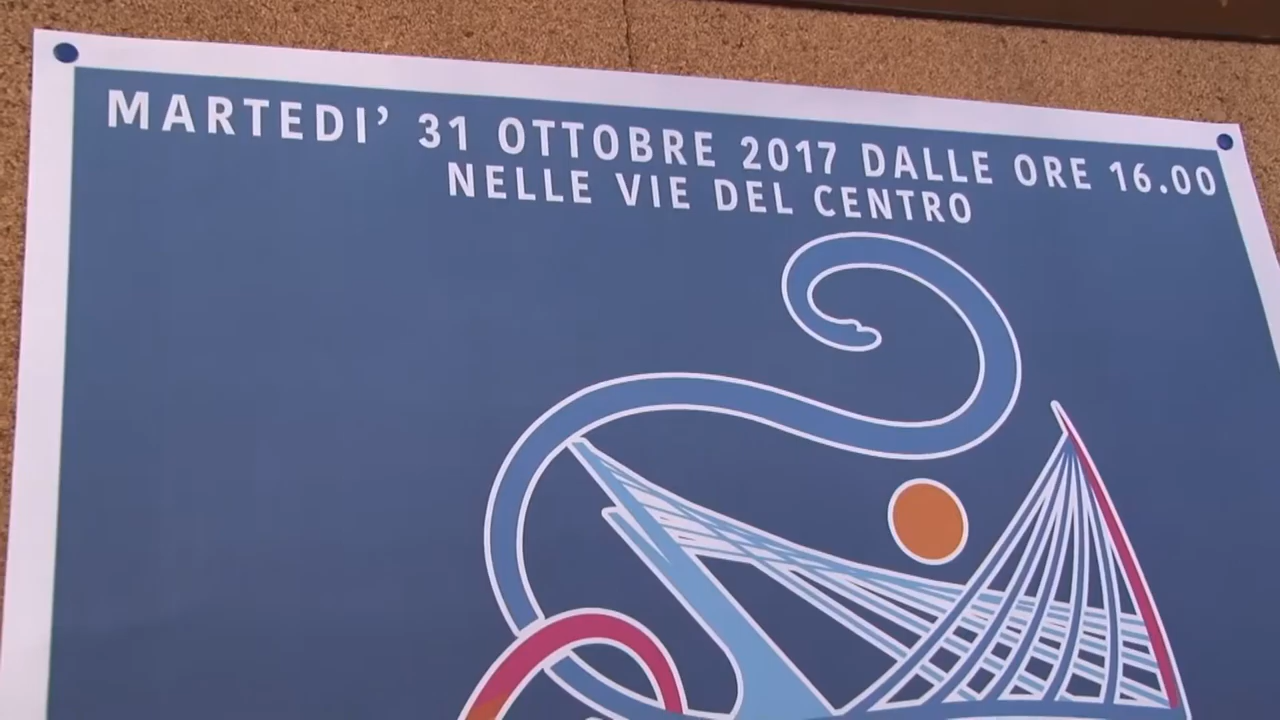 MARTEDI’ 31 OTTOBRE 2017 DALLE ORE 16.00
NELLE VIE DEL CENTRO